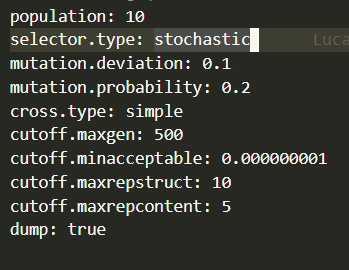 population: 10
selector.type: stochastic Luca
mutation.deviation: 0.1
mutation.probability: 0.2
cross.type: simple
cutoff.maxgen: 500
cutoff.minacceptable: 0.000000001
cutoff.maxrepstruct: 10
cutoff.maxrepcontent: 5
dump: true